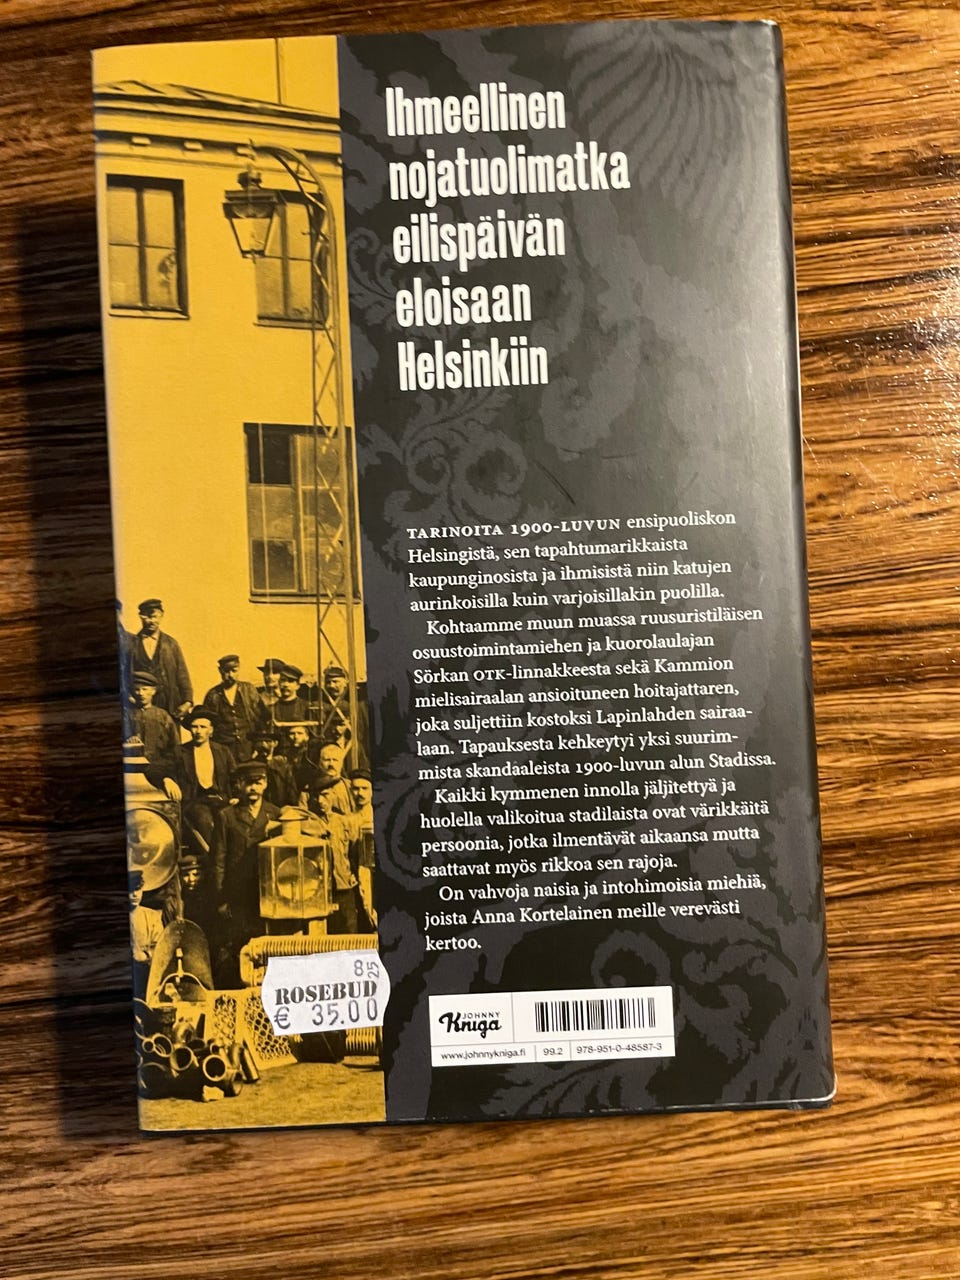 Ihmeellinen
nojatuolimatka
eilispäivän
eloisaan
Helsinkiin
TARINOITA 1900-LUVUN ensipuoliskon
Helsingistä, sen tapahtumarikkaista
kaupunginosista ja ihmisistä niin katujen
aurinkoisilla kuin varjoisillakin puolilla.
Kohtaamme muun muassa ruusuristiläisen
osuustoimintamiehen ja kuorolaulajan
Sörkan OTK-linnakkeesta sekä Kammion
mielisairaalan ansioituneen hoitajattaren,
joka suljettiin kostoksi Lapinlahden sairaa-
laan. Tapauksesta kehkeytyi yksi suurim-
mista skandaaleista 1900-luvun alun Stadissa.
Kaikki kymmenen innolla jäljitettyä ja
huolella valikoitua stadilaista ovat värikkäitä
persoonia, jotka ilmentävät aikaansa mutta
saattavat myös rikkoa sen rajoja.
On vahvoja naisia ja intohimoisia miehiä,
joista Anna Kortelainen meille verevästi
kertoo.
8 25
ROSEBUD
€ 35.00
JOHNNY
Kniga
www.johnnykniga.fi 99.2 978-951-0-48587-3